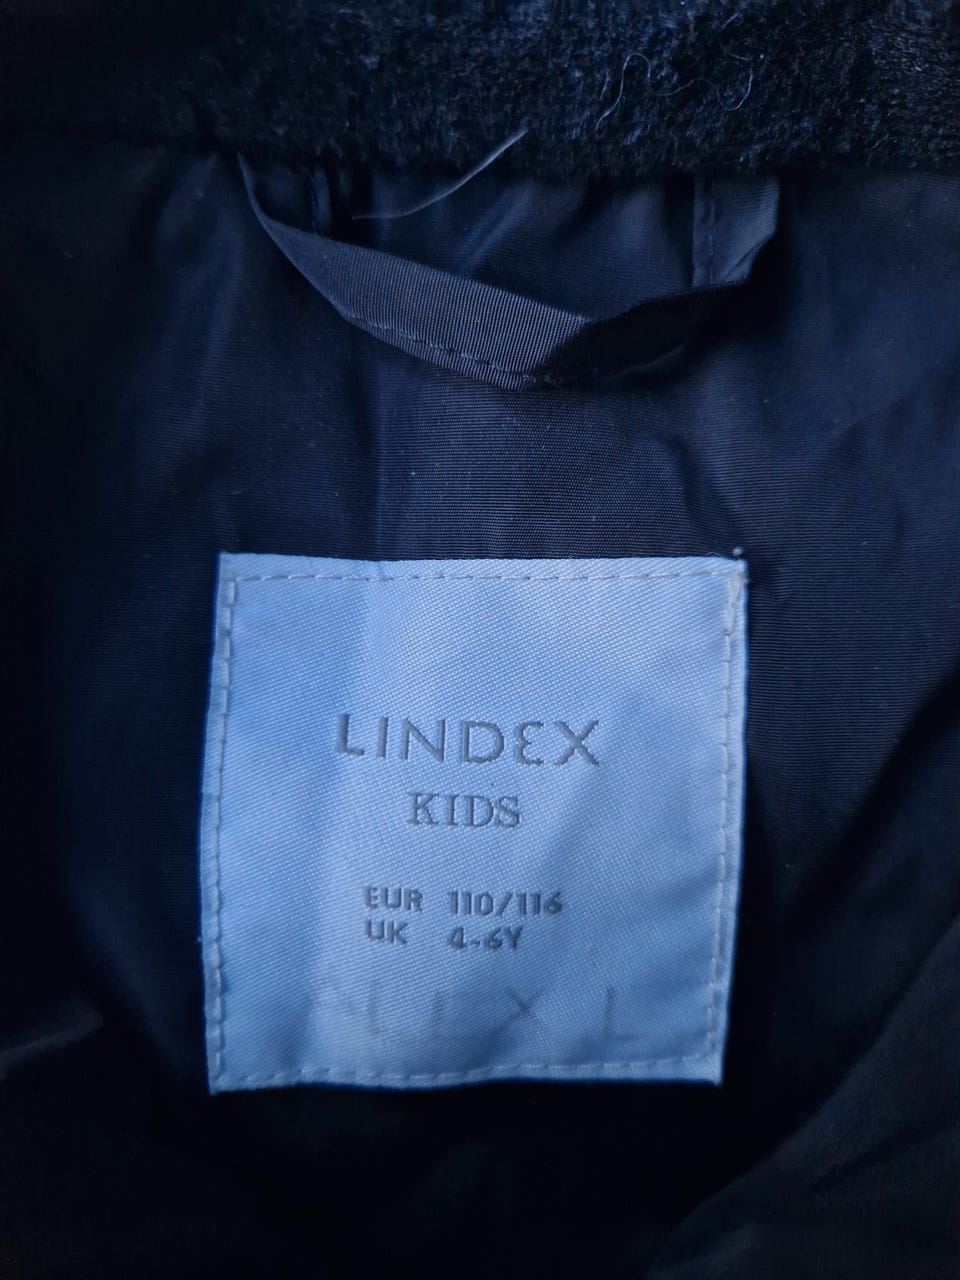 LINDEX
KIDS
EUR 110/116
UK 4-6Y